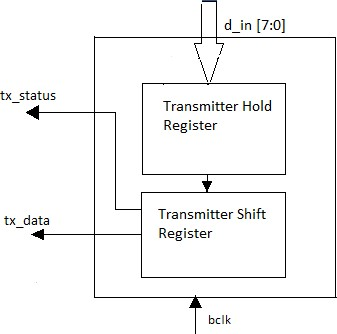 d_in [7:0]
tx_status
Transmitter Hold
Register
Transmitter Shift
Register
tx_data
bclk